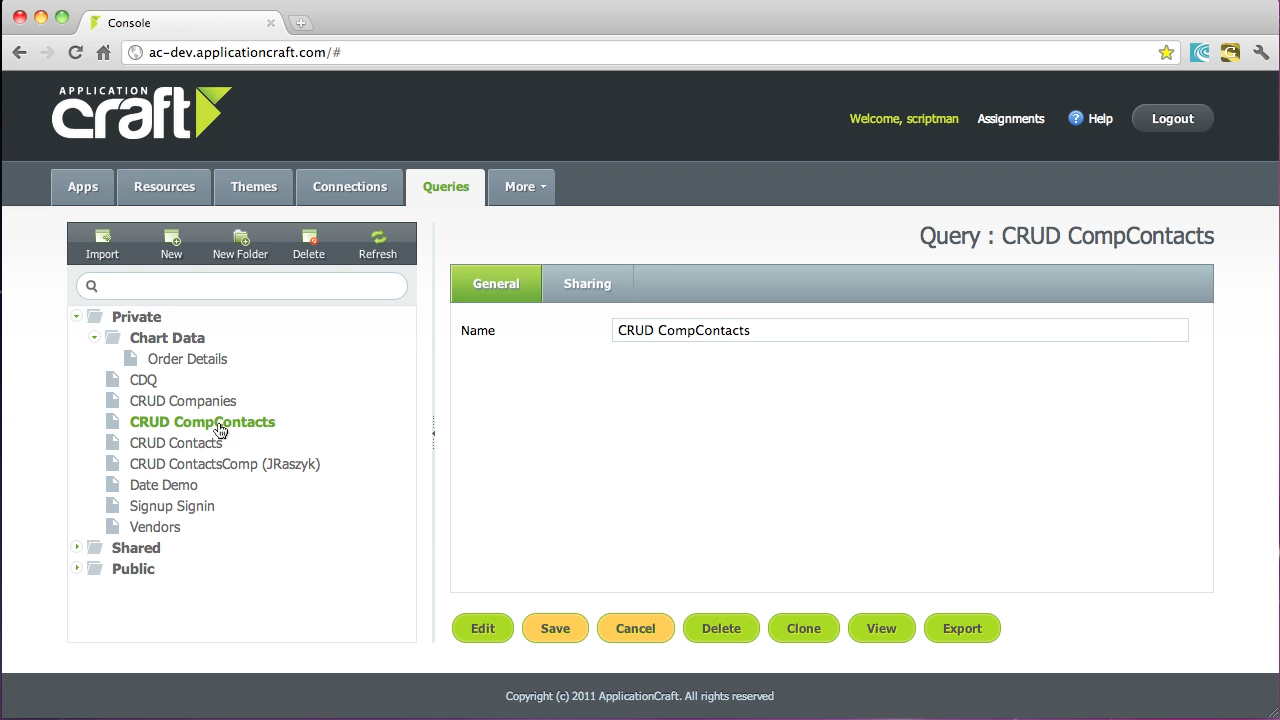 Console
ac-dev.applicationcraft.com/#
APPLICATION
craft
Welcome, scriptman
Assignments
? Help
Logout
Apps
Resources
Themes
Connections
Queries
More
Import
New
New Folder
Delete
Refresh
Query : CRUD CompContacts
General
Sharing
Name
CRUD CompContacts
Private
Chart Data
Order Details
CDQ
CRUD Companies
CRUD CompContacts
CRUD Contacts
CRUD ContactsComp (JRaszyk)
Date Demo
Signup Signin
Vendors
Shared
Public
Edit
Save
Cancel
Delete
Clone
View
Export
Copyright (c) 2011 ApplicationCraft. All rights reserved